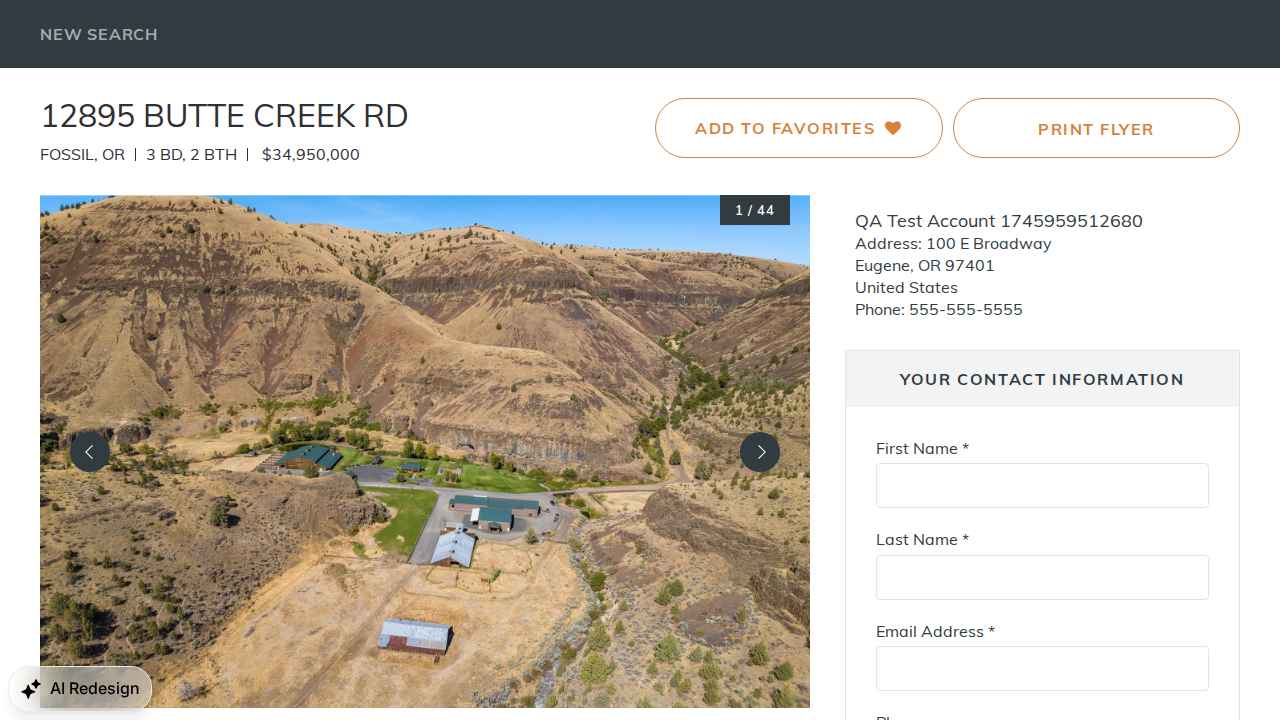 NEW SEARCH
12895 BUTTE CREEK RD
FOSSIL, OR | 3 BD, 2 BTH | $34,950,000
ADD TO FAVORITES
PRINT FLYER
1 / 44
QA Test Account 1745959512680
Address: 100 E Broadway
Eugene, OR 97401
United States
Phone: 555-555-5555
YOUR CONTACT INFORMATION
First Name *
Last Name *
Email Address *
AI Redesign